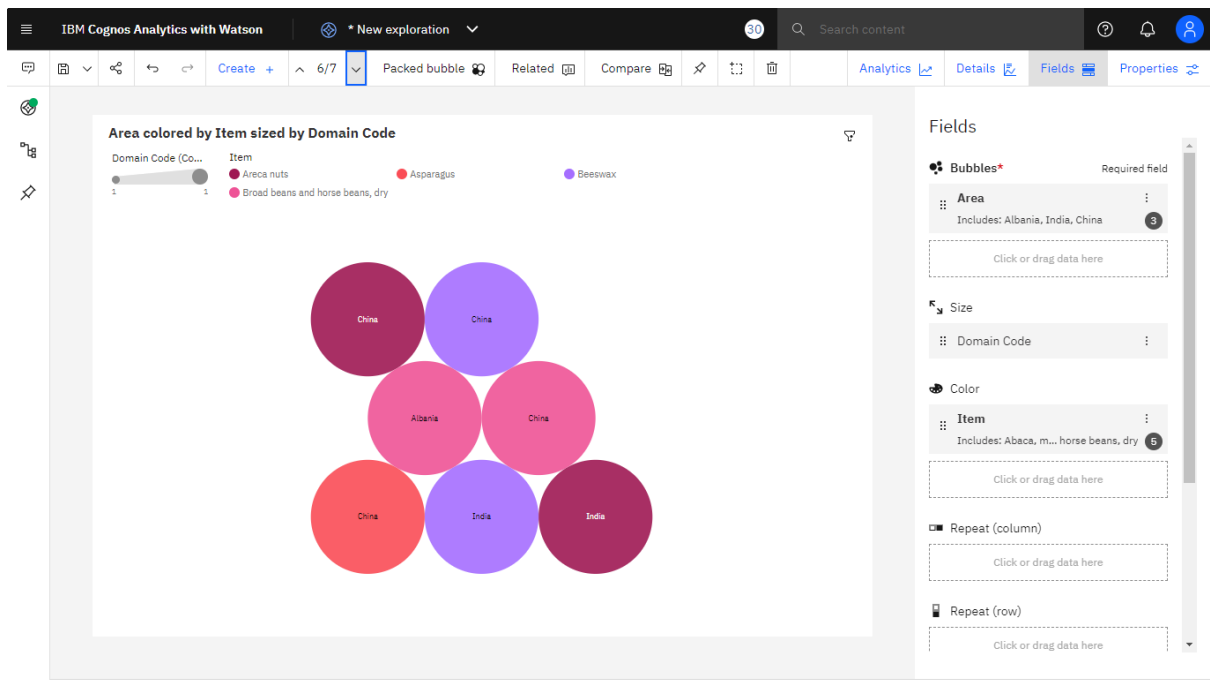 IBM Cognos Analytics with Watson
* New exploration
30
Search content
Create +
6/7
Packed bubble
Related
Compare
Analytics
Details
Fields
Properties
Area colored by Item sized by Domain Code
Domain Code (Co...
1
1
Item
Areca nuts
Asparagus
Beeswax
Broad beans and horse beans, dry
China
China
Albania
China
China
India
India
Fields
Bubbles*
Required field
Area
Includes: Albania, India, China
3
Click or drag data here
Size
Domain Code
Color
Item
Includes: Abaca, m... horse beans, dry
5
Click or drag data here
Repeat (column)
Click or drag data here
Repeat (row)
Click or drag data here